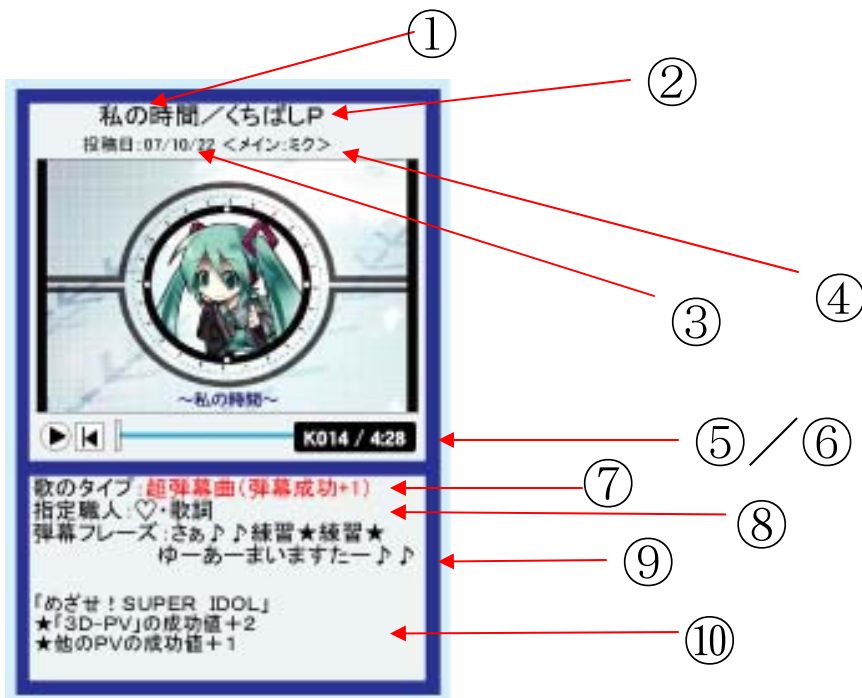 ①
②
私の時間／くちばしP
投稿日:07/10/22 <メイン:ミク>
④
③
～私の時間～
K014 / 4:28
⑤／⑥
歌のタイプ:超弾幕曲(弾幕成功+1)
⑦
指定職人:♡・歌詞
⑧
弾幕フレーズ:さぁ♪♪練習★練習★
ゆーあーまいますたー♪♪
⑨
「めざせ！SUPER IDOL」
★「3D-PV」の成功値＋2
★他のPVの成功値＋1
⑩